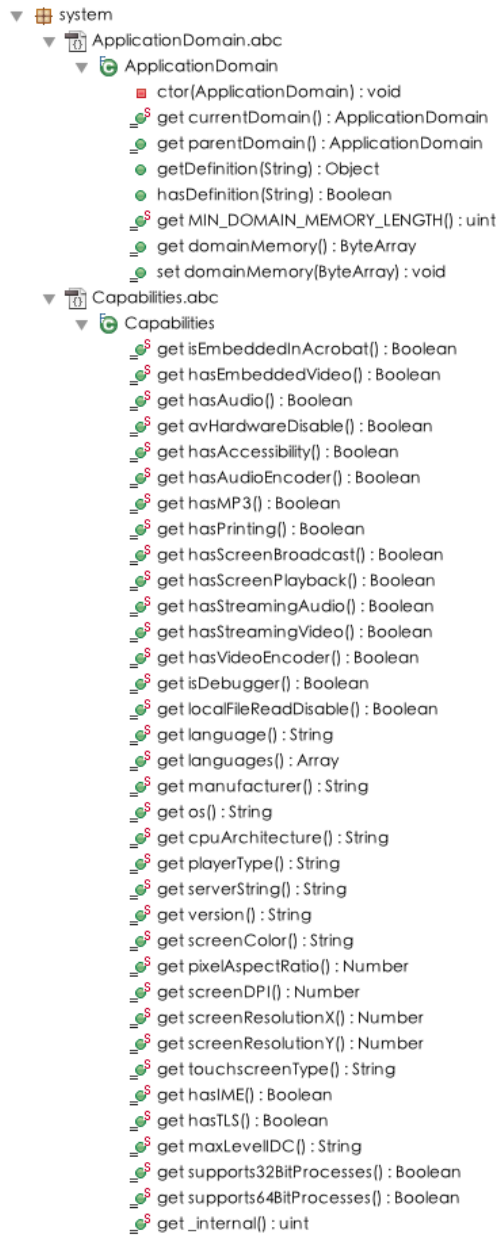 system
ApplicationDomain.abc
ApplicationDomain
ctor(ApplicationDomain) : void
get currentDomain() : ApplicationDomain
get parentDomain() : ApplicationDomain
getDefinition(String) : Object
hasDefinition(String) : Boolean
get MIN_DOMAIN_MEMORY_LENGTH() : uint
get domainMemory() : ByteArray
set domainMemory(ByteArray) : void
Capabilities.abc
Capabilities
get isEmbeddedInAcrobat() : Boolean
get hasEmbeddedVideo() : Boolean
get hasAudio() : Boolean
get avHardwareDisable() : Boolean
get hasAccessibility() : Boolean
get hasAudioEncoder() : Boolean
get hasMP3() : Boolean
get hasPrinting() : Boolean
get hasScreenBroadcast() : Boolean
get hasScreenPlayback() : Boolean
get hasStreamingAudio() : Boolean
get hasStreamingVideo() : Boolean
get hasVideoEncoder() : Boolean
get isDebugger() : Boolean
get localFileReadDisable() : Boolean
get language() : String
get languages() : Array
get manufacturer() : String
get os() : String
get cpuArchitecture() : String
get playerType() : String
get serverString() : String
get version() : String
get screenColor() : String
get pixelAspectRatio() : Number
get screenDPI() : Number
get screenResolutionX() : Number
get screenResolutionY() : Number
get touchscreenType() : String
get hasIME() : Boolean
get hasTLS() : Boolean
get maxLevelIDC() : String
get supports32BitProcesses() : Boolean
get supports64BitProcesses() : Boolean
get _internal() : uint